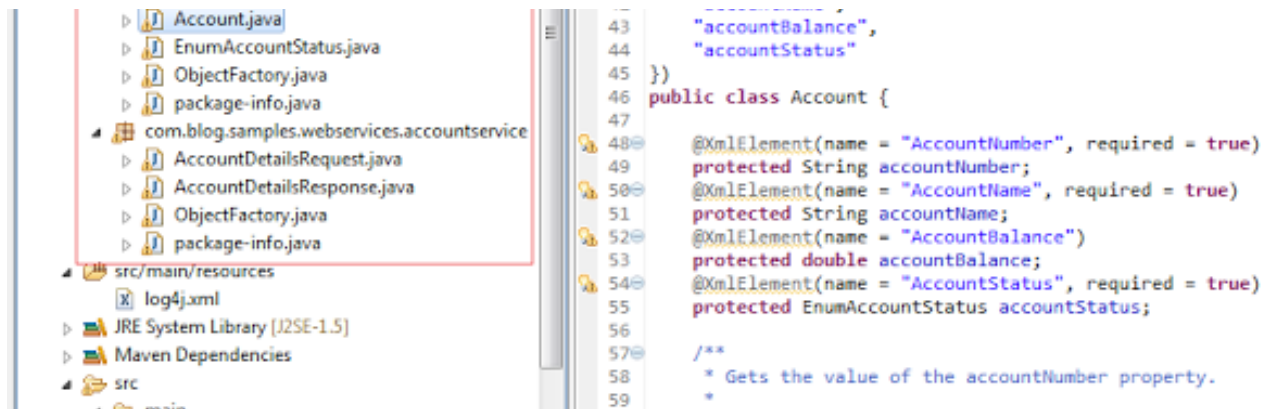 Account.java
EnumAccountStatus.java
ObjectFactory.java
package-info.java
com.blog.samples.webservices.accountservice
AccountDetailsRequest.java
AccountDetailsResponse.java
ObjectFactory.java
package-info.java
src/main/resources
log4j.xml
JRE System Library [J2SE-1.5]
Maven Dependencies
src
main
43 "accountBalance",
44 "accountStatus"
45 })
46 public class Account {
47
48 @XmlElement(name = "AccountNumber", required = true)
49 protected String accountNumber;
50 @XmlElement(name = "AccountName", required = true)
51 protected String accountName;
52 @XmlElement(name = "AccountBalance")
53 protected double accountBalance;
54 @XmlElement(name = "AccountStatus", required = true)
55 protected EnumAccountStatus accountStatus;
56
57 /**
58 * Gets the value of the accountNumber property.
59 *